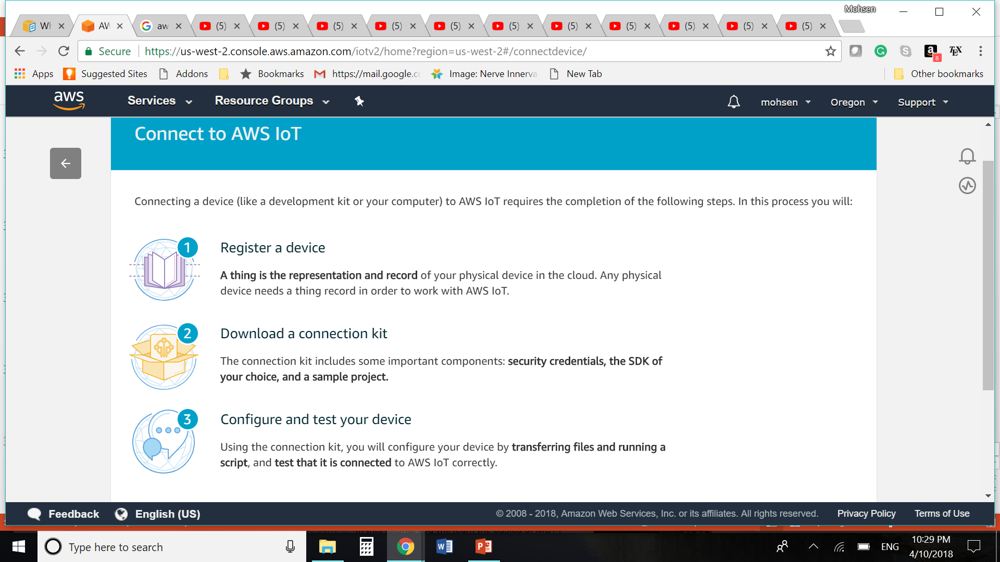 Mohsen
Wh
AW
aw
(5)
(5)
(5)
(5)
(5)
(5)
(5)
(5)
(5)
(5)
(5)
Secure
https://us-west-2.console.aws.amazon.com/iotv2/home?region=us-west-2#/connectdevice/
8
TEX
Apps
Suggested Sites
Addons
Bookmarks
https://mail.google.co
Image: Nerve Innerva
New Tab
Other bookmarks
aws
Services
Resource Groups
mohsen
Oregon
Support
Connect to AWS IoT
Connecting a device (like a development kit or your computer) to AWS IoT requires the completion of the following steps. In this process you will:
1
Register a device
A thing is the representation and record of your physical device in the cloud. Any physical
device needs a thing record in order to work with AWS IoT.
2
Download a connection kit
The connection kit includes some important components: security credentials, the SDK of
your choice, and a sample project.
3
Configure and test your device
Using the connection kit, you will configure your device by transferring files and running a
script, and test that it is connected to AWS IoT correctly.
Feedback
English (US)
© 2008 - 2018, Amazon Web Services, Inc. or its affiliates. All rights reserved.
Privacy Policy
Terms of Use
Type here to search
ENG
10:29 PM
4/10/2018